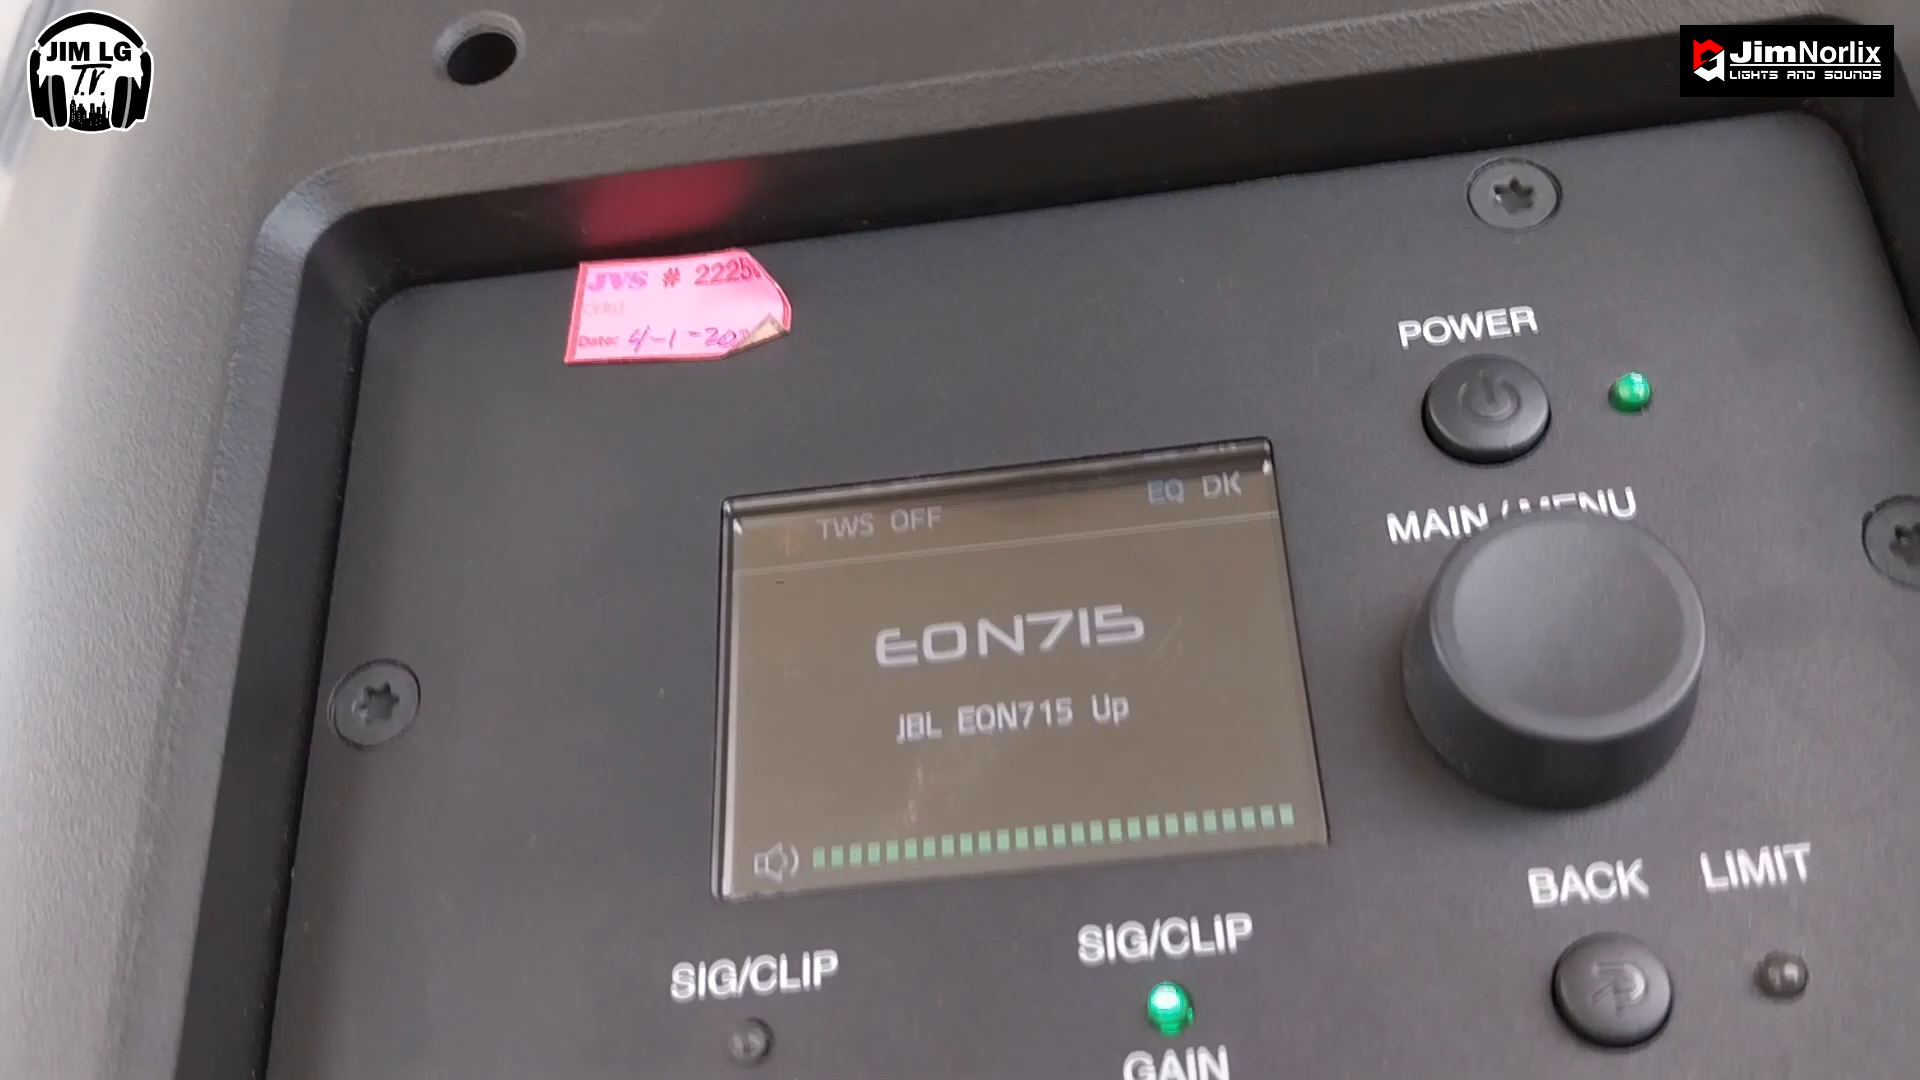 JIM LG
T.V.
JimNorlix
LIGHTS AND SOUNDS
JVS # 2225
CEBU
Date: 4-1-20
POWER
MAIN / MENU
TWS OFF
EQ DK
EON715
JBL EON715 Up
BACK
LIMIT
SIG/CLIP
SIG/CLIP
GAIN